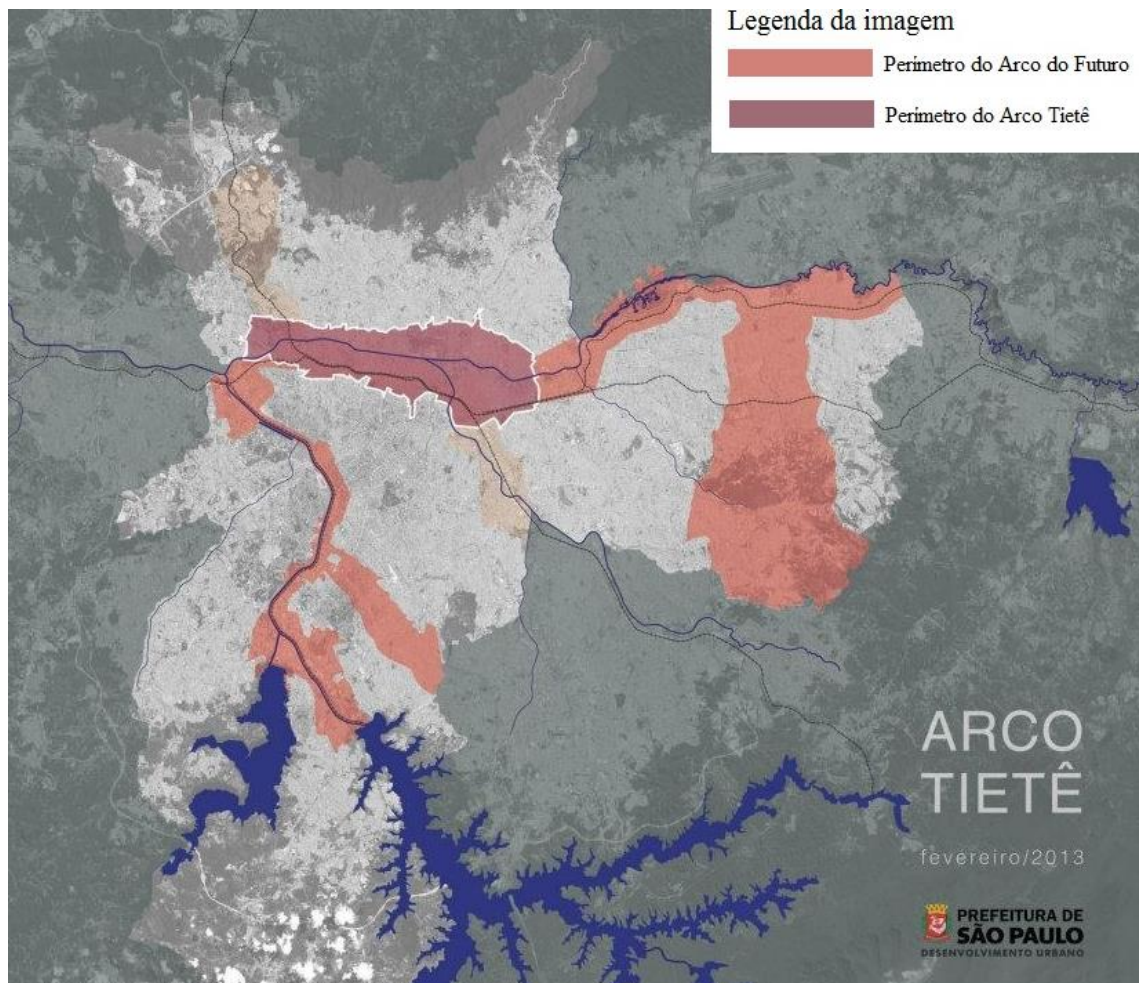 Legenda da imagem
Perímetro do Arco do Futuro
Perímetro do Arco Tietê
ARCO
TIETÊ
fevereiro/2013
PREFEITURA DE
SÃO PAULO
DESENVOLVIMENTO URBANO